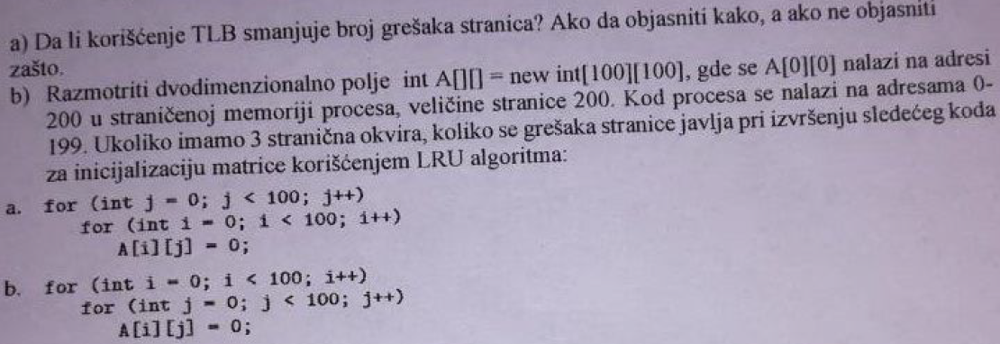 a) Da li korišćenje TLB smanjuje broj grešaka stranica? Ako da objasniti kako, a ako ne objasniti
zašto.
b) Razmotriti dvodimenzionalno polje int A[][] = new int[100][100], gde se A[0][0] nalazi na adresi
200 u straničenoj memoriji procesa, veličine stranice 200. Kod procesa se nalazi na adresama 0-
199. Ukoliko imamo 3 stranična okvira, koliko se grešaka stranice javlja pri izvršenju sledećeg koda
za inicijalizaciju matrice korišćenjem LRU algoritma:
a. for (int j = 0; j < 100; j++)
for (int i = 0; i < 100; i++)
A[i][j] = 0;
b. for (int i = 0; i < 100; i++)
for (int j = 0; j < 100; j++)
A[i][j] = 0;